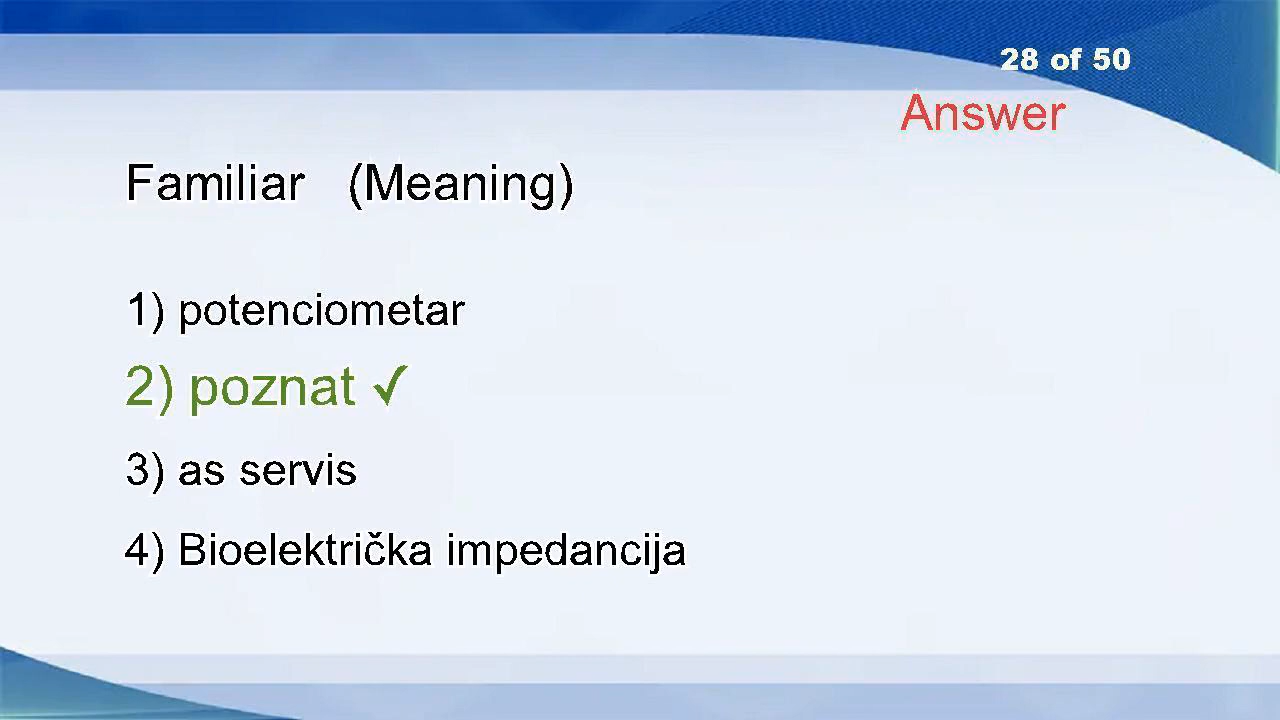 28 of 50
Answer
Familiar (Meaning)
1) potenciometar
2) poznat ✓
3) as servis
4) Bioelektrička impedancija